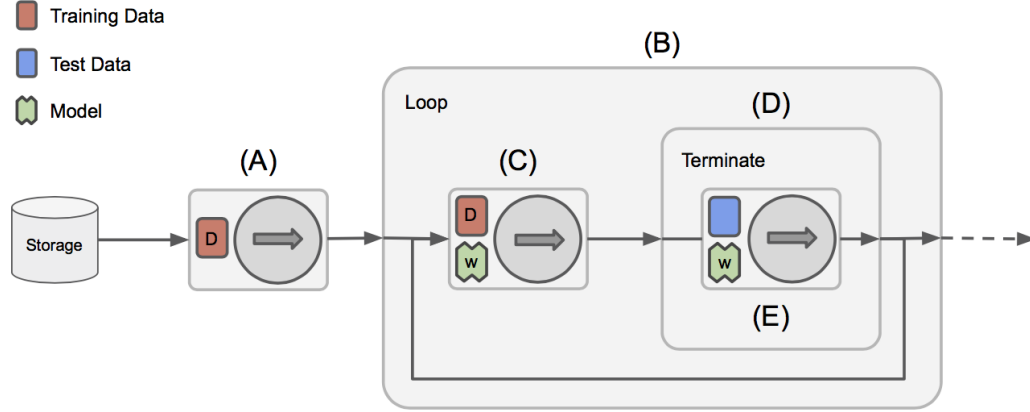 Training Data
Test Data
Model
(B)
Loop
(D)
(A)
(C)
Terminate
Storage
D
D
w
w
(E)